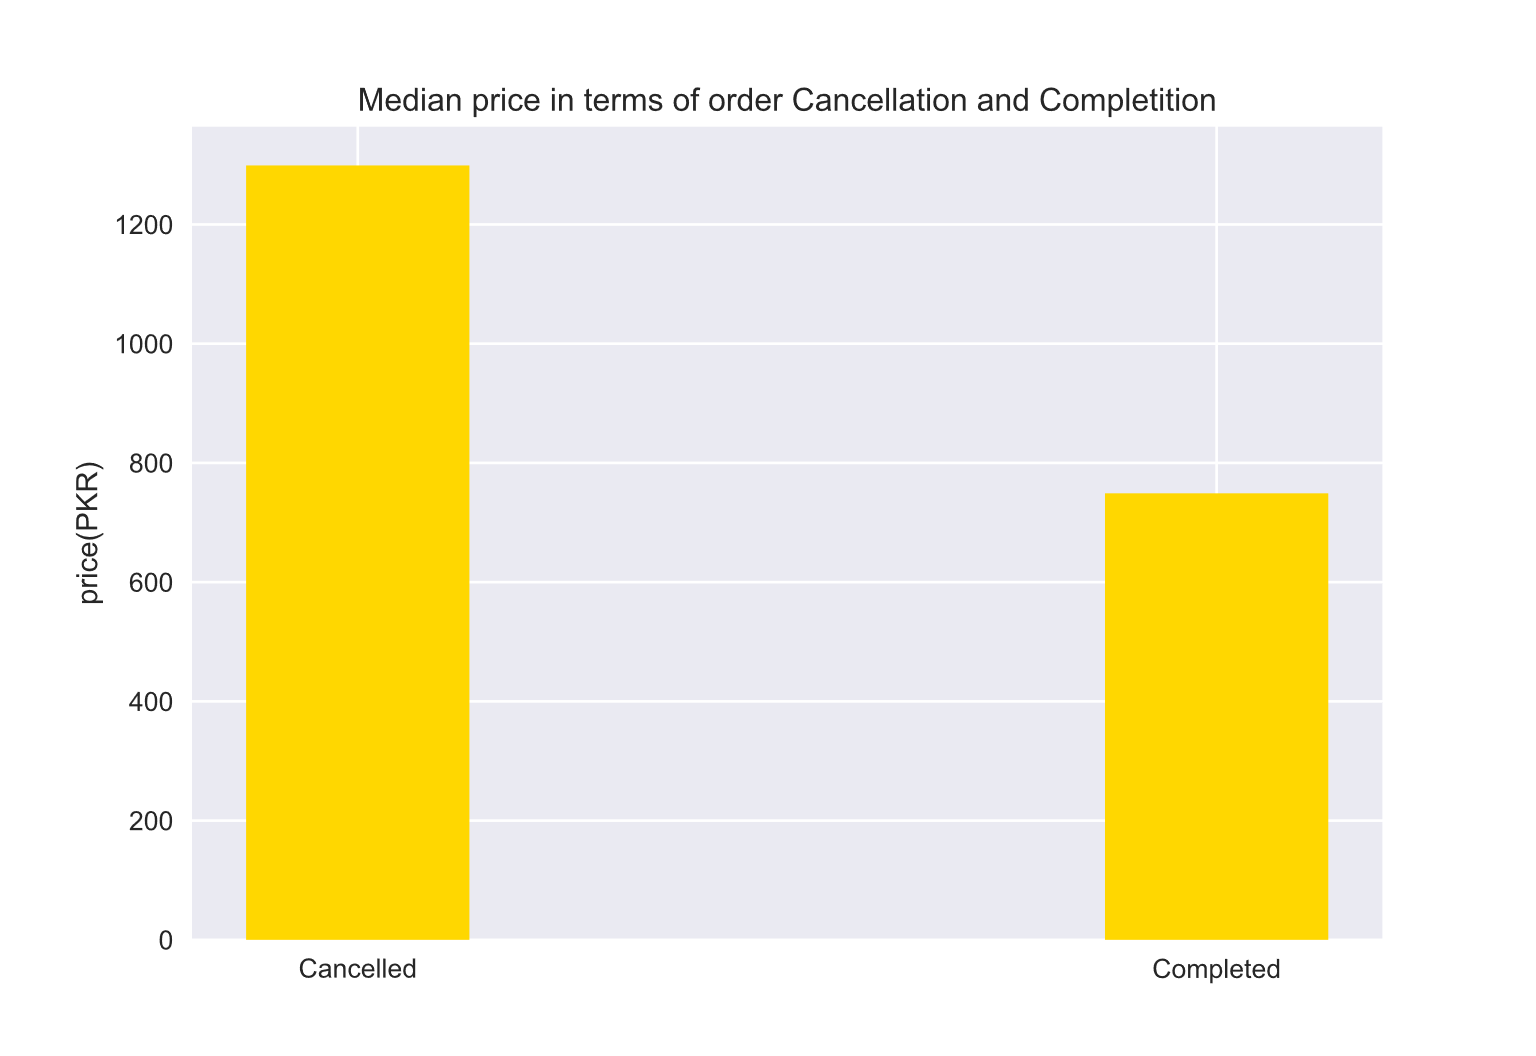 Median price in terms of order Cancellation and Completition
1200
1000
800
600
400
200
0
price(PKR)
Cancelled
Completed